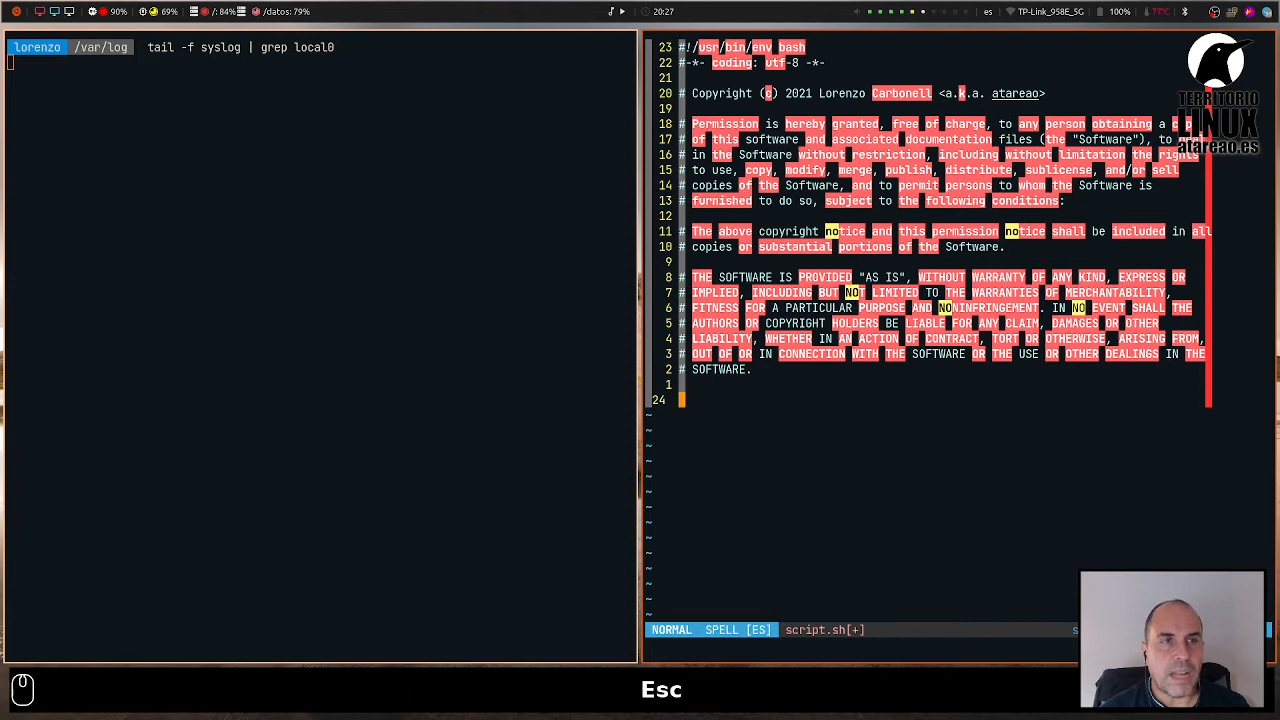 90% 69% /: 84% /datos: 79% 20:27 es TP-Link_958E_5G 100% 77°C
lorenzo /var/log tail -f syslog | grep local0
23 #!/usr/bin/env bash
22 #-*- coding: utf-8 -*-
21
20 # Copyright (c) 2021 Lorenzo Carbonell <a.k.a. atareao>
19
18 # Permission is hereby granted, free of charge, to any person obtaining a
17 # of this software and associated documentation files (the "Software"), to
16 # in the Software without restriction, including without limitation the rights
15 # to use, copy, modify, merge, publish, distribute, sublicense, and/or sell
14 # copies of the Software, and to permit persons to whom the Software is
13 # furnished to do so, subject to the following conditions:
12
11 # The above copyright notice and this permission notice shall be included in all
10 # copies or substantial portions of the Software.
9
8 # THE SOFTWARE IS PROVIDED "AS IS", WITHOUT WARRANTY OF ANY KIND, EXPRESS OR
7 # IMPLIED, INCLUDING BUT NOT LIMITED TO THE WARRANTIES OF MERCHANTABILITY,
6 # FITNESS FOR A PARTICULAR PURPOSE AND NONINFRINGEMENT. IN NO EVENT SHALL THE
5 # AUTHORS OR COPYRIGHT HOLDERS BE LIABLE FOR ANY CLAIM, DAMAGES OR OTHER
4 # LIABILITY, WHETHER IN AN ACTION OF CONTRACT, TORT OR OTHERWISE, ARISING FROM,
3 # OUT OF OR IN CONNECTION WITH THE SOFTWARE OR THE USE OR OTHER DEALINGS IN THE
2 # SOFTWARE.
1
24
~
~
~
~
~
~
~
~
~
~
~
~
~
~
NORMAL SPELL [ES] script.sh[+]
TERRITORIO
LINUX
atareao.es
Esc